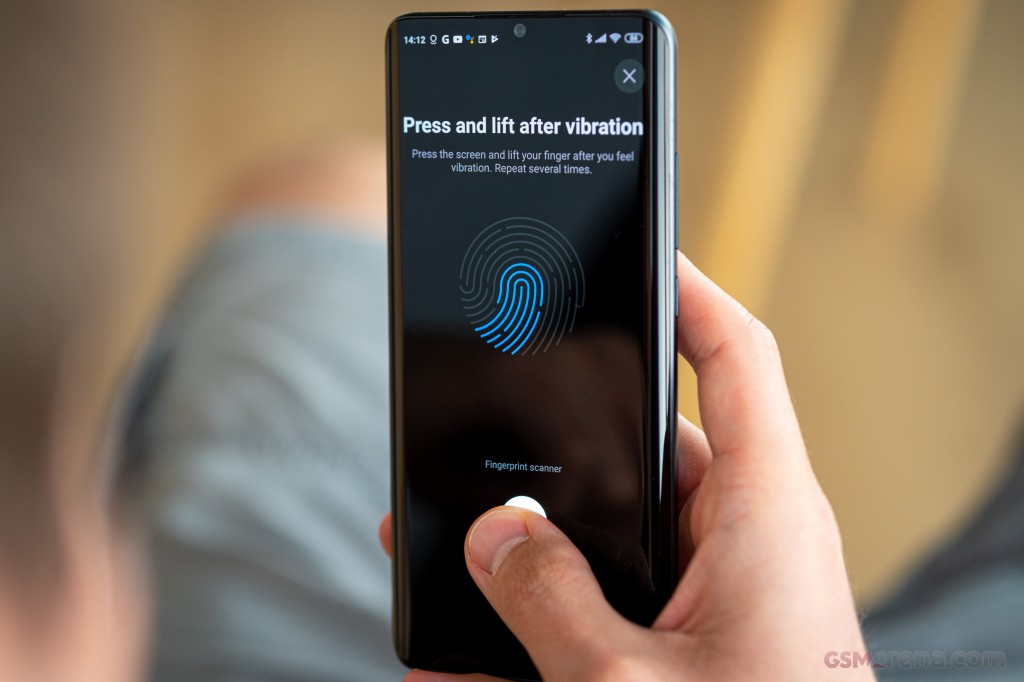 14:12
84
Press and lift after vibration
Press the screen and lift your finger after you feel
vibration. Repeat several times.
Fingerprint scanner
GSMarena.com